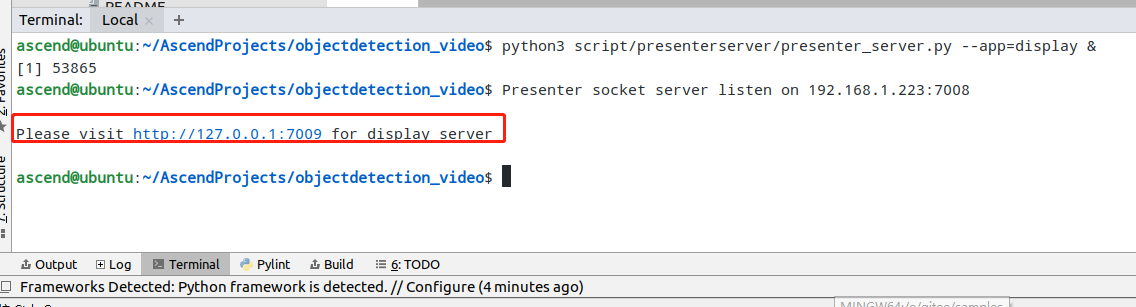 README
Terminal: Local × +
ascend@ubuntu:~/AscendProjects/objectdetection_video$ python3 script/presenterserver/presenter_server.py --app=display &
[1] 53865
ascend@ubuntu:~/AscendProjects/objectdetection_video$ Presenter socket server listen on 192.168.1.223:7008
Please visit http://127.0.0.1:7009 for display server
ascend@ubuntu:~/AscendProjects/objectdetection_video$
2: Favorites
7: Structure
Output Log Terminal Pylint Build 6: TODO
Frameworks Detected: Python framework is detected. // Configure (4 minutes ago)
MINGW64:/e/gitee/samples